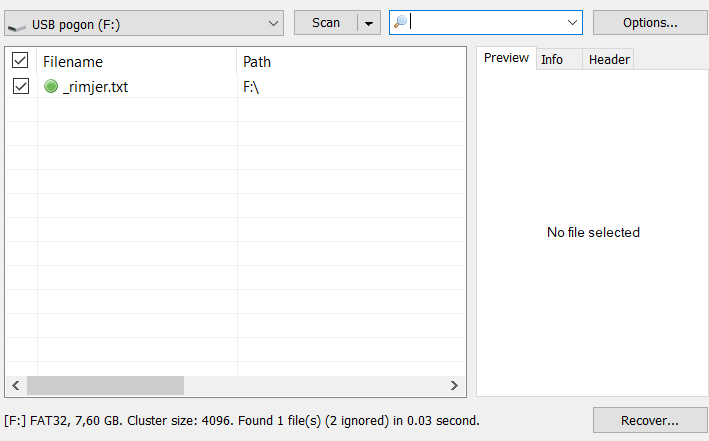 USB pogon (F:) Scan Options...
Filename Path Preview Info Header
_rimjer.txt F:\
No file selected
[F:] FAT32, 7,60 GB. Cluster size: 4096. Found 1 file(s) (2 ignored) in 0.03 second. Recover...